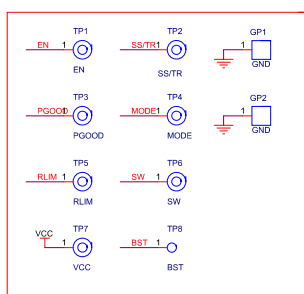 TP1 TP2 GP1
EN 1 SS/TR 1 1
EN SS/TR GND
TP3 TP4 GP2
PGOOD 1 MODE 1 1
PGOOD MODE GND
TP5 TP6
RLIM 1 SW 1
RLIM SW
TP7 TP8
VCC 1 BST 1
VCC BST